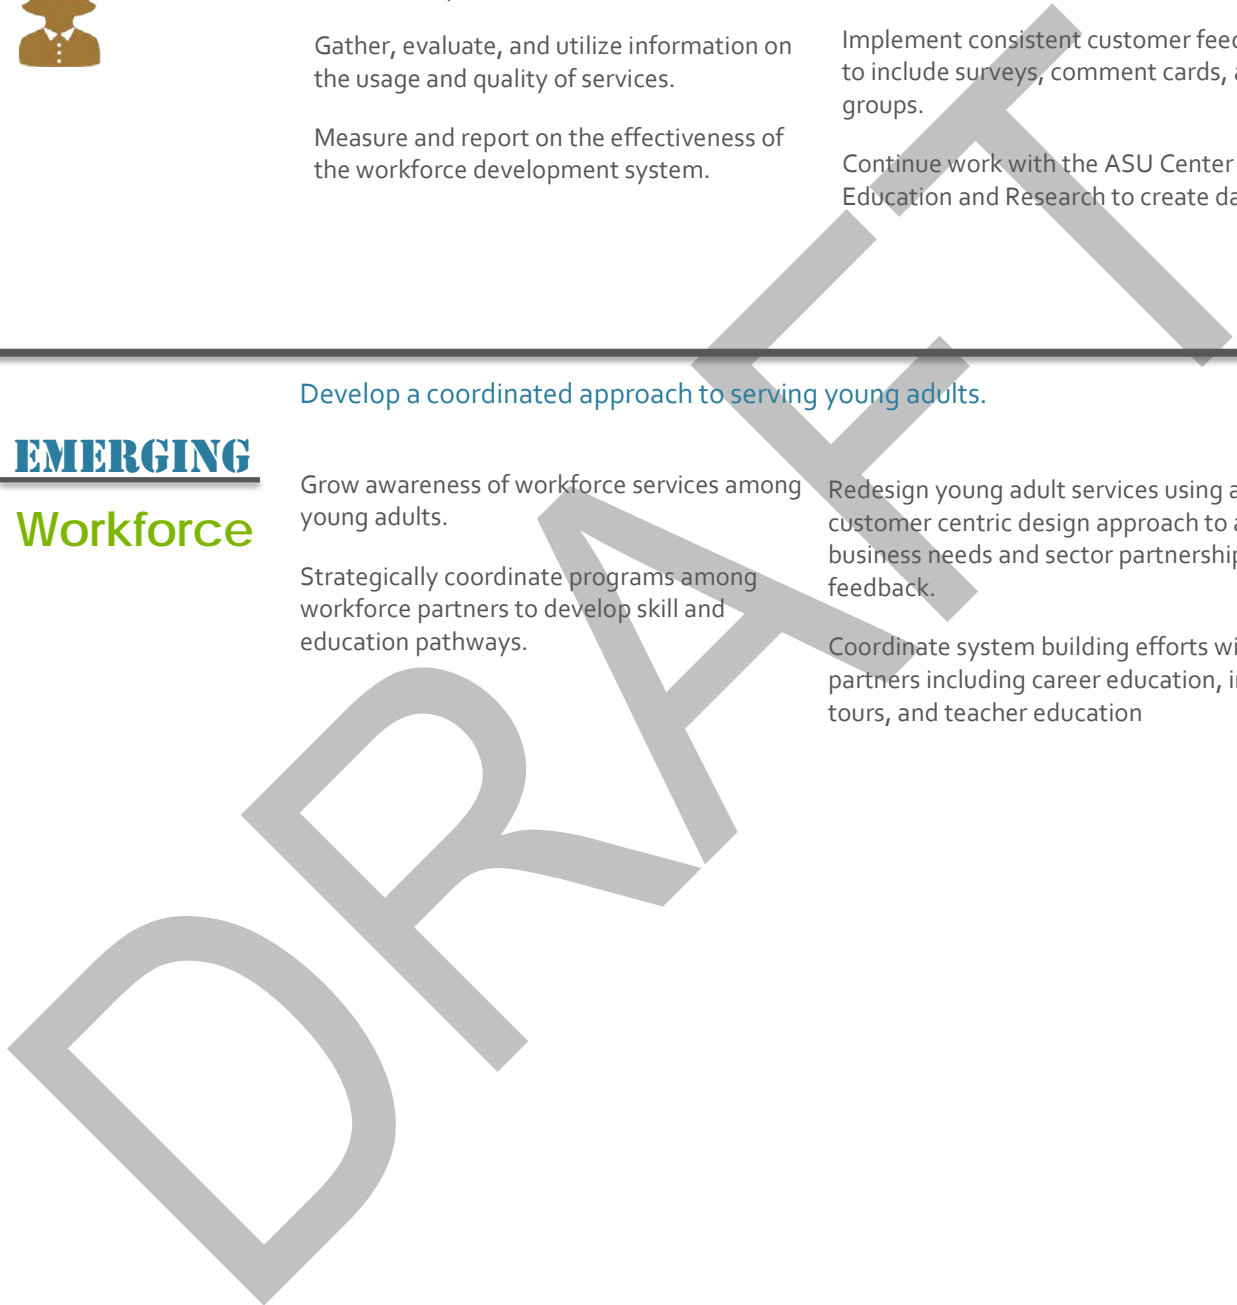 Gather, evaluate, and utilize information on
the usage and quality of services.
Measure and report on the effectiveness of
the workforce development system.
Implement consistent customer
to include surveys, comment cards,
groups.
Continue work with the ASU Center
Education and Research to create
Develop a coordinated approach to serving young adults.
EMERGING
Workforce
Grow awareness of workforce services among
young adults.
Strategically coordinate programs among
workforce partners to develop skill and
education pathways.
Redesign young adult services using
customer centric design approach to
business needs and sector
feedback.
Coordinate system building efforts
partners including career education,
tours, and teacher education
DRAFT